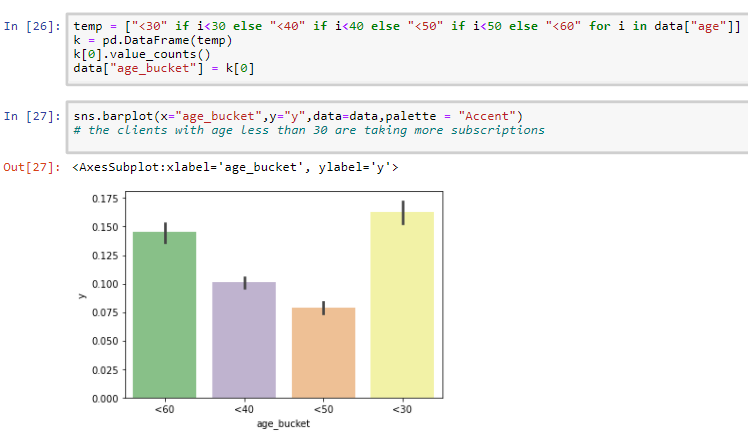 In [26]: temp = ["<30" if i<30 else "<40" if i<40 else "<50" if i<50 else "<60" for i in data["age"]]
k = pd.DataFrame(temp)
k[0].value_counts()
data["age_bucket"] = k[0]
In [27]: sns.barplot(x="age_bucket",y="y",data=data,palette = "Accent")
# the clients with age less than 30 are taking more subscriptions
Out[27]: <AxesSubplot:xlabel='age_bucket', ylabel='y'>
0.175
0.150
0.125
0.100
0.075
0.050
0.025
0.000
y
<60 <40 <50 <30
age_bucket